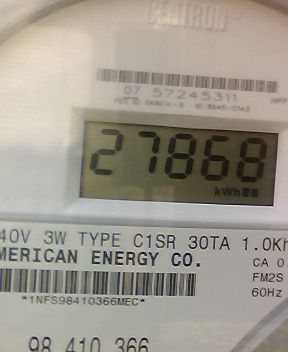 CENTRON®
07 57245311
27868
kWh
40V 3W TYPE C1SR 30TA 1.0Kh
MERICAN ENERGY CO.
CA 0
FM2S
60Hz
*1NFS98410366MEC*
98 410 366